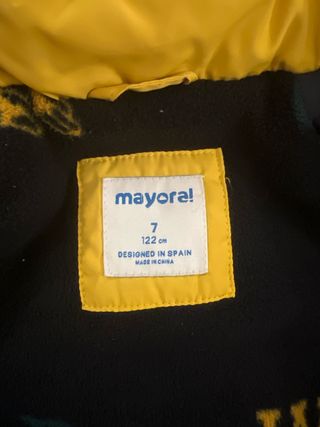 mayoral
7
122 cm
DESIGNED IN SPAIN
MADE IN CHINA